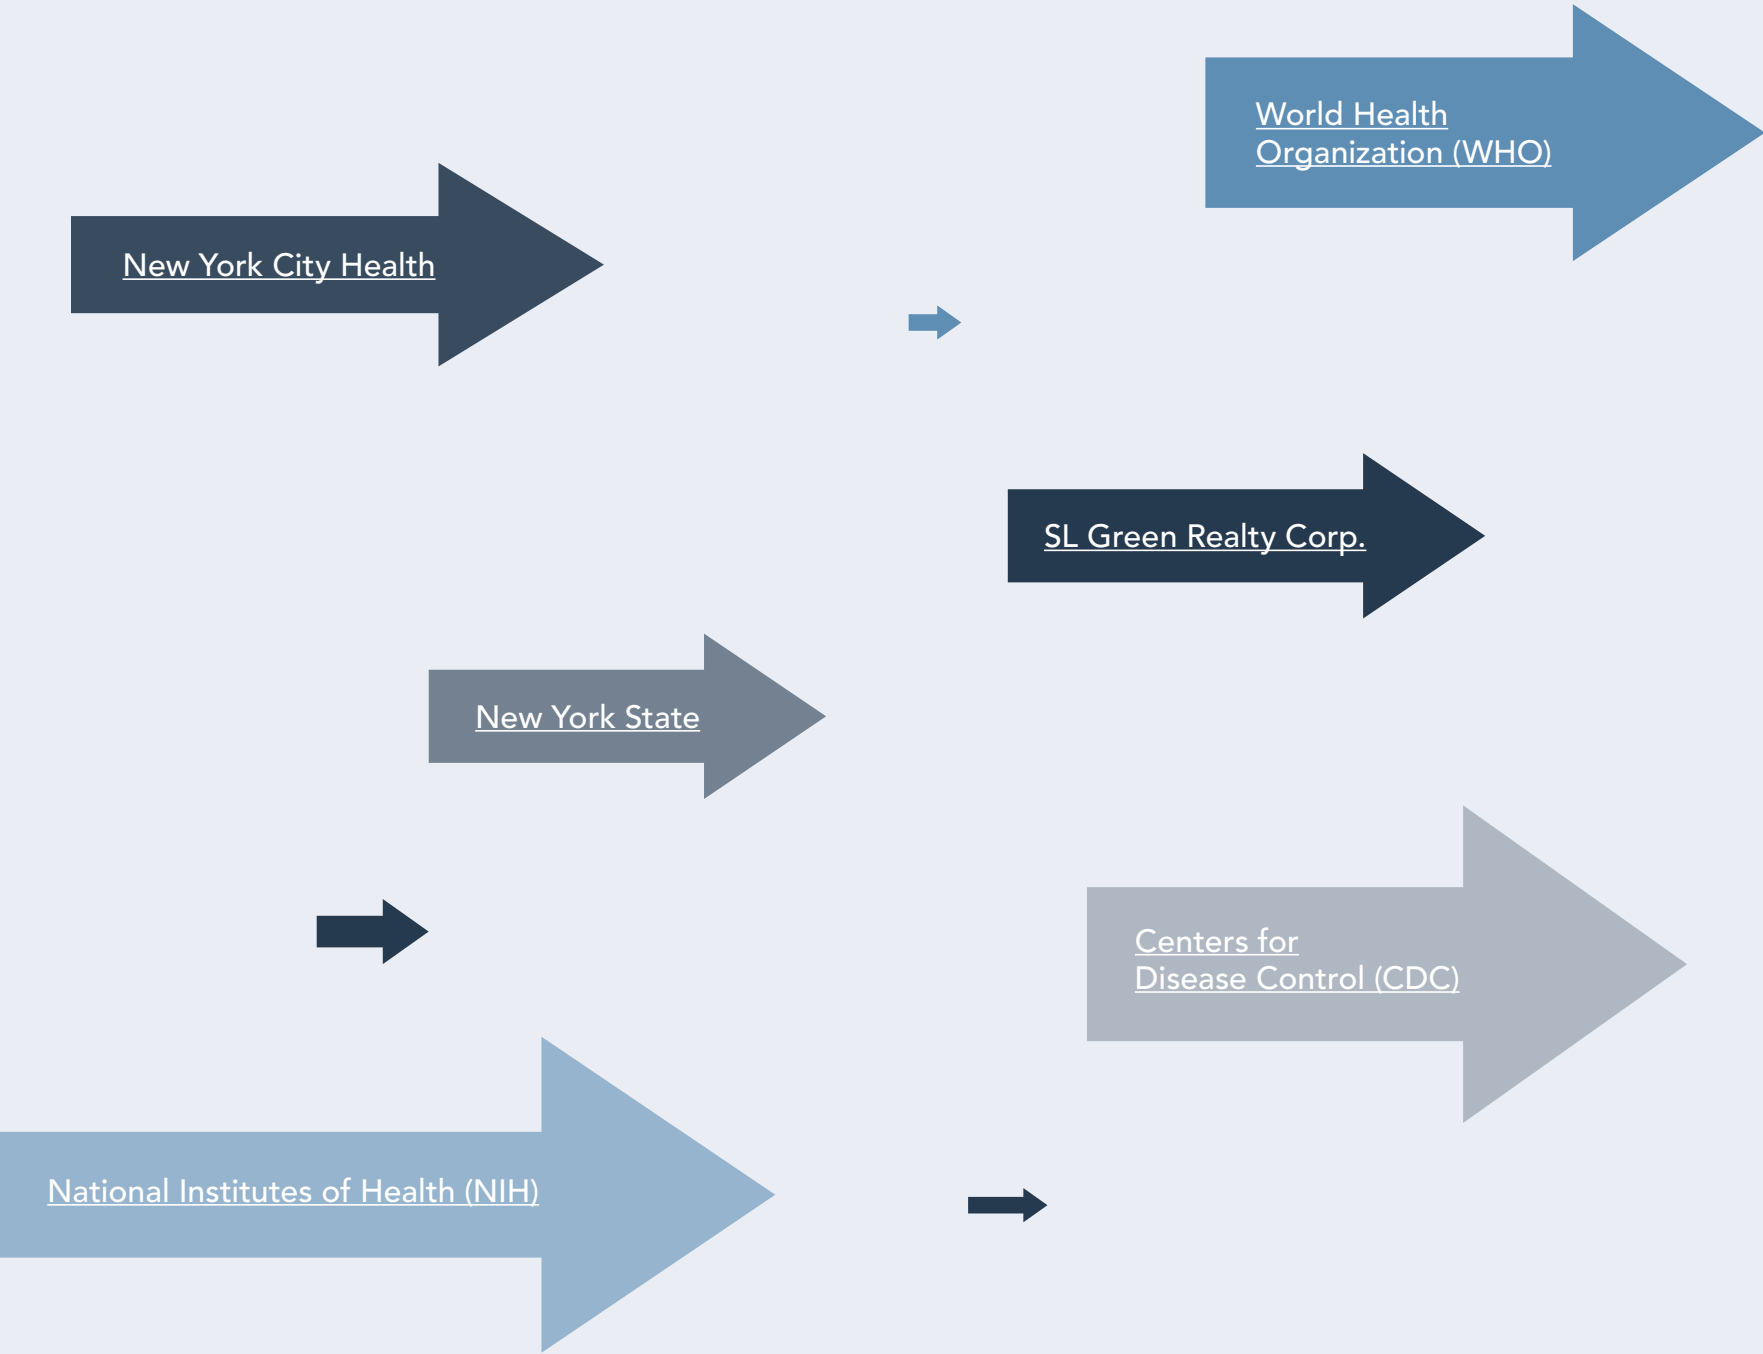 World Health
Organization (WHO)
New York City Health
SL Green Realty Corp.
New York State
Centers for
Disease Control (CDC)
National Institutes of Health (NIH)